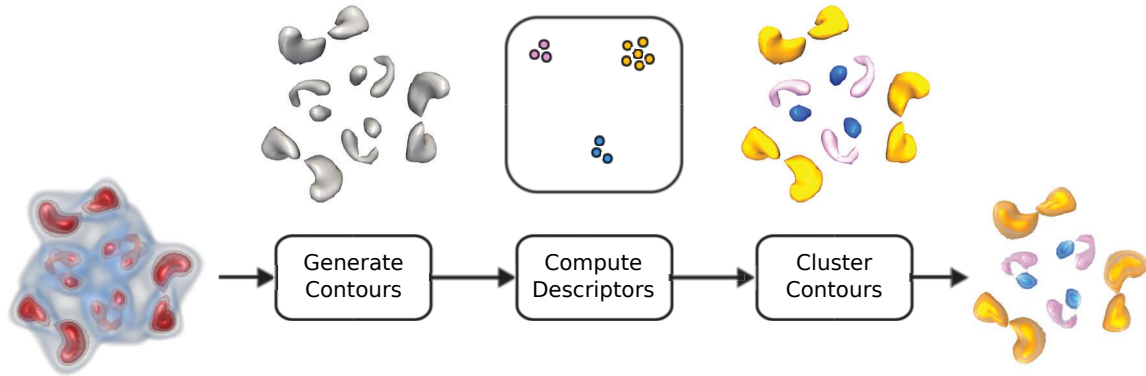 Generate
Contours
Compute
Descriptors
Cluster
Contours